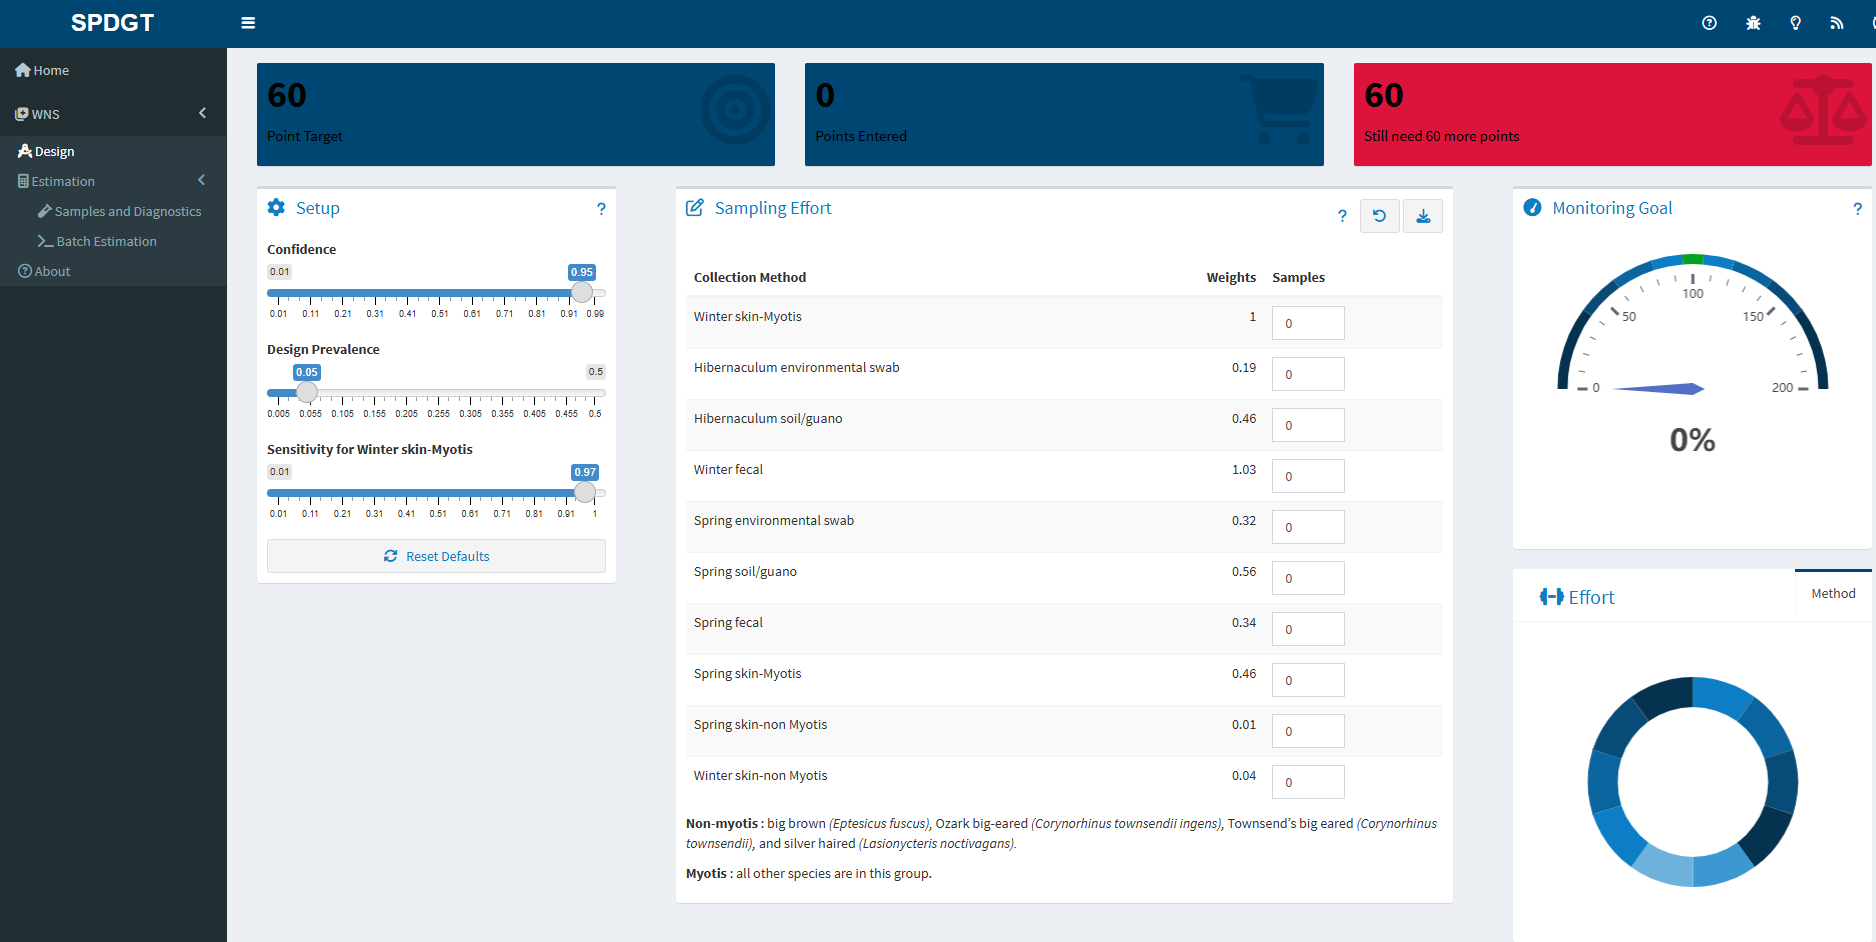 SPDGT
Home
WNS
Design
Estimation
Samples and Diagnostics
Batch Estimation
About
60
Point Target
0
Points Entered
60
Still need 60 more points
Setup
?
Confidence
0.01
0.95
0.01 0.11 0.21 0.31 0.41 0.51 0.61 0.71 0.81 0.91 0.99
Design Prevalence
0.05
0.5
0.005 0.055 0.105 0.155 0.205 0.255 0.305 0.355 0.405 0.455 0.5
Sensitivity for Winter skin-Myotis
0.01
0.97
0.01 0.11 0.21 0.31 0.41 0.51 0.61 0.71 0.81 0.91 1
Reset Defaults
Sampling Effort
?
Collection Method Weights Samples
Winter skin-Myotis 1 0
Hibernaculum environmental swab 0.19 0
Hibernaculum soil/guano 0.46 0
Winter fecal 1.03 0
Spring environmental swab 0.32 0
Spring soil/guano 0.56 0
Spring fecal 0.34 0
Spring skin-Myotis 0.46 0
Spring skin-non Myotis 0.01 0
Winter skin-non Myotis 0.04 0
Non-myotis : big brown (Eptesicus fuscus), Ozark big-eared (Corynorhinus townsendii ingens), Townsend's big eared (Corynorhinus
townsendii), and silver haired (Lasionycteris noctivagans).
Myotis : all other species are in this group.
Monitoring Goal
?
0 50 100 150 200
0%
Effort
Method